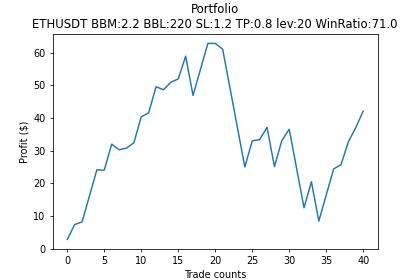 Portfolio
ETHUSDT BBM:2.2 BBL:220 SL:1.2 TP:0.8 lev:20 WinRatio:71.0
Profit ($)
60
50
40
30
20
10
0
0 5 10 15 20 25 30 35 40
Trade counts